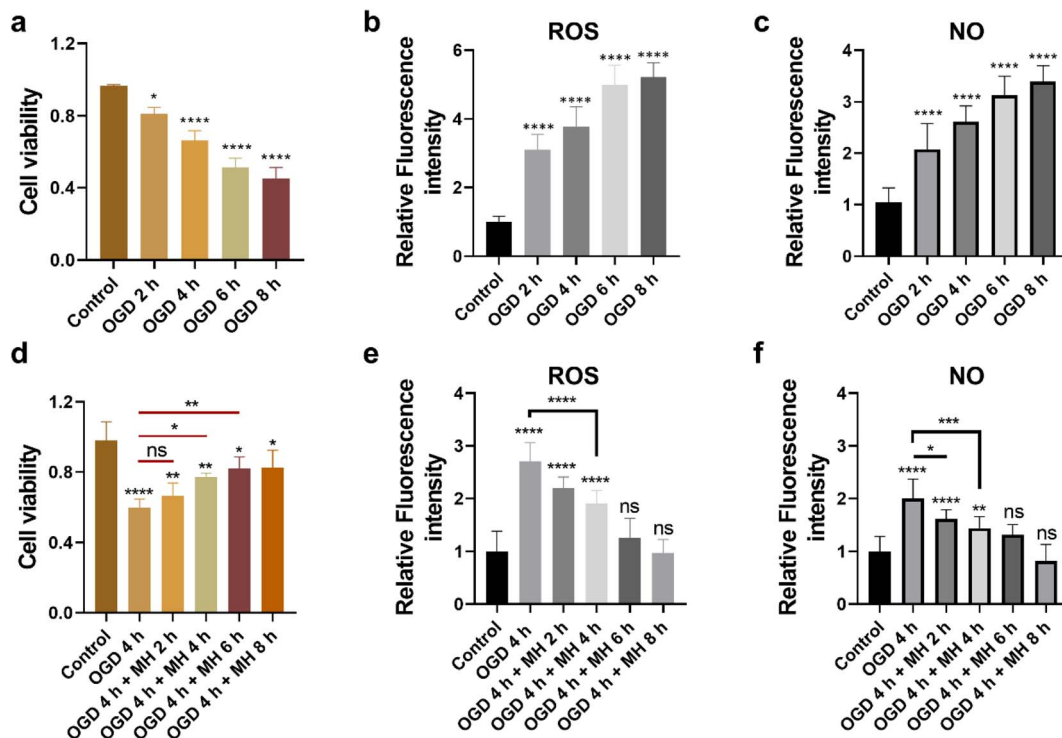 a
1.2
0.8
0.4
0.0
Cell viability
*
****
****
****
Control
OGD 2 h
OGD 4 h
OGD 6 h
OGD 8 h
b
ROS
6
4
2
0
Relative Fluorescence
intensity
****
****
****
****
Control
OGD 2 h
OGD 4 h
OGD 6 h
OGD 8 h
c
NO
4
3
2
1
0
Relative Fluorescence
intensity
****
****
****
****
Control
OGD 2 h
OGD 4 h
OGD 6 h
OGD 8 h
d
1.2
0.8
0.4
0.0
Cell viability
**
*
ns
****
**
**
*
*
Control
OGD 4 h
OGD 4 h + MH 2 h
OGD 4 h + MH 4 h
OGD 4 h + MH 6 h
OGD 4 h + MH 8 h
e
ROS
4
3
2
1
0
Relative Fluorescence
intensity
****
****
****
****
ns
ns
Control
OGD 4 h
OGD 4 h + MH 2 h
OGD 4 h + MH 4 h
OGD 4 h + MH 6 h
OGD 4 h + MH 8 h
f
NO
4
3
2
1
0
Relative Fluorescence
intensity
***
*
****
****
**
ns
ns
Control
OGD 4 h
OGD 4 h + MH 2 h
OGD 4 h + MH 4 h
OGD 4 h + MH 6 h
OGD 4 h + MH 8 h